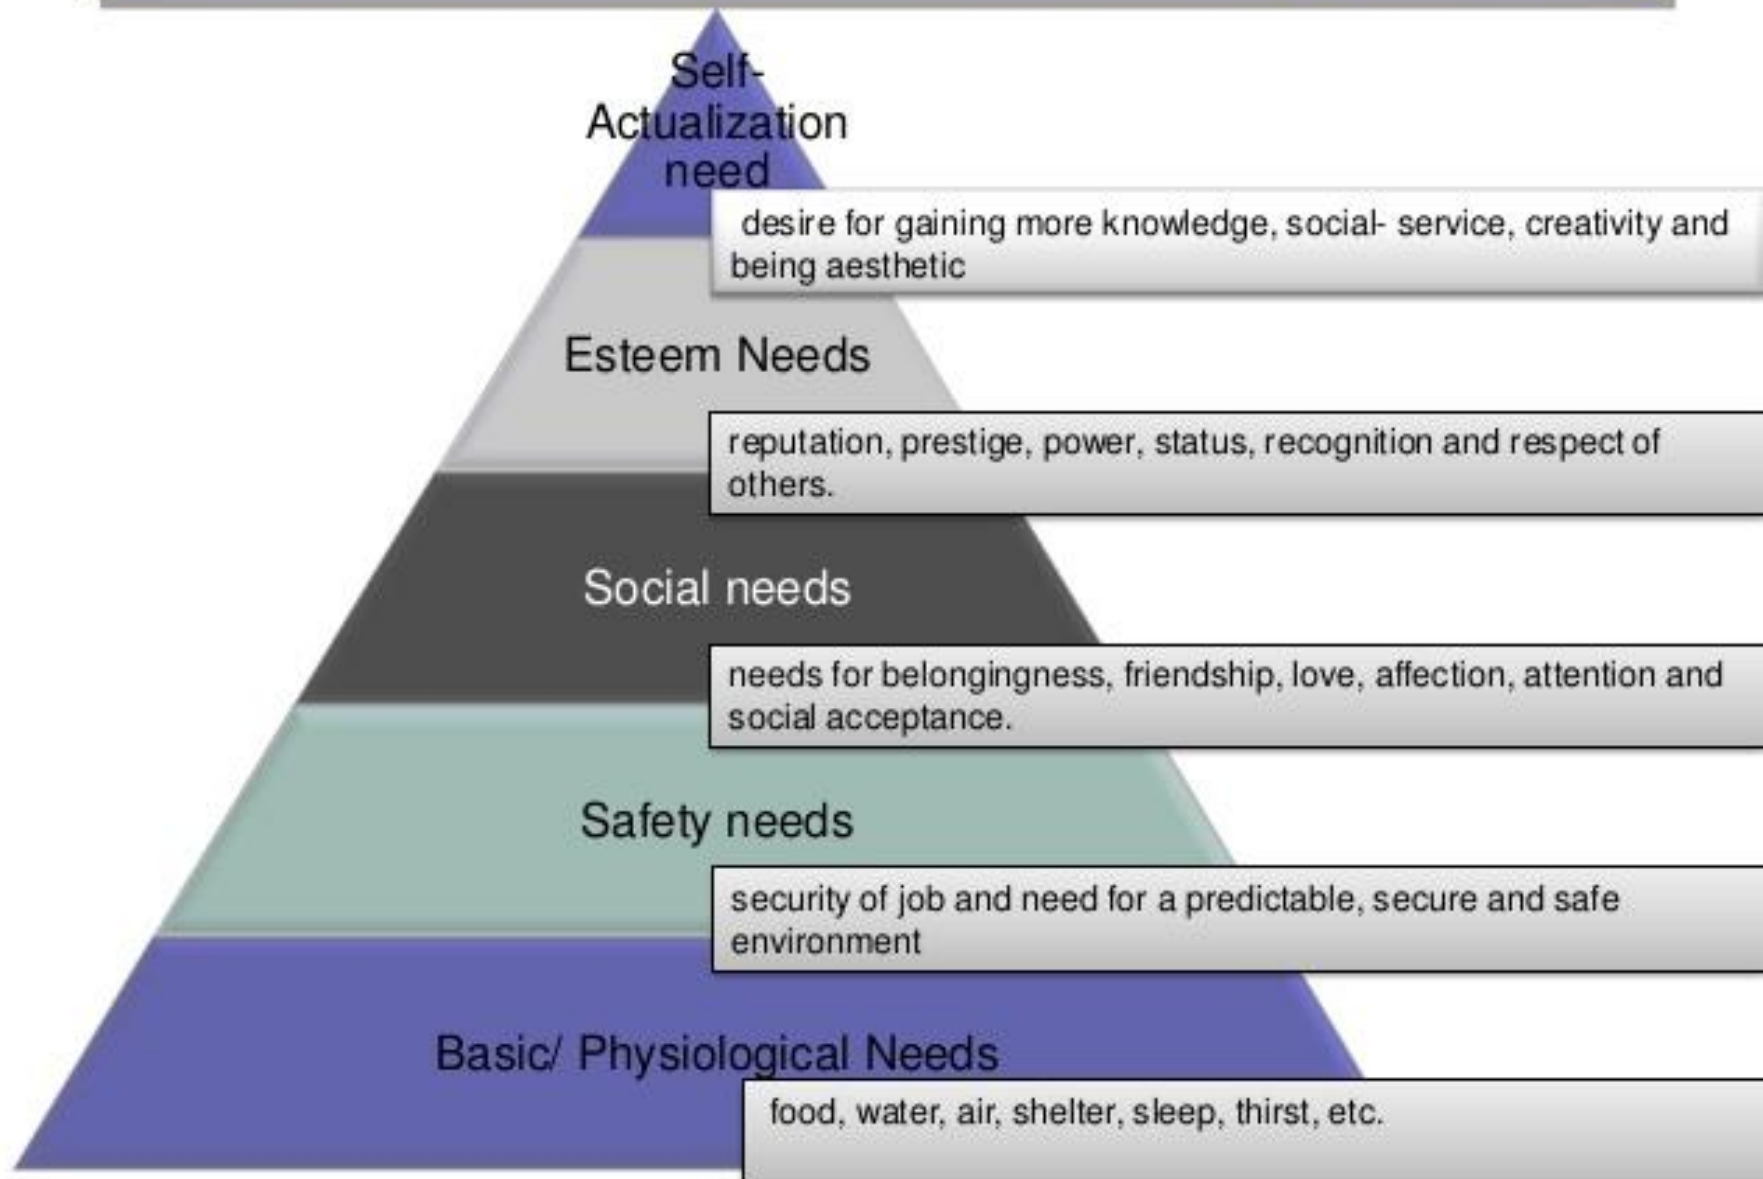 Self-
Actualization
need
desire for gaining more knowledge, social- service, creativity and
being aesthetic
Esteem Needs
reputation, prestige, power, status, recognition and respect of
others.
Social needs
needs for belongingness, friendship, love, affection, attention and
social acceptance.
Safety needs
security of job and need for a predictable, secure and safe
environment
Basic/ Physiological Needs
food, water, air, shelter, sleep, thirst, etc.